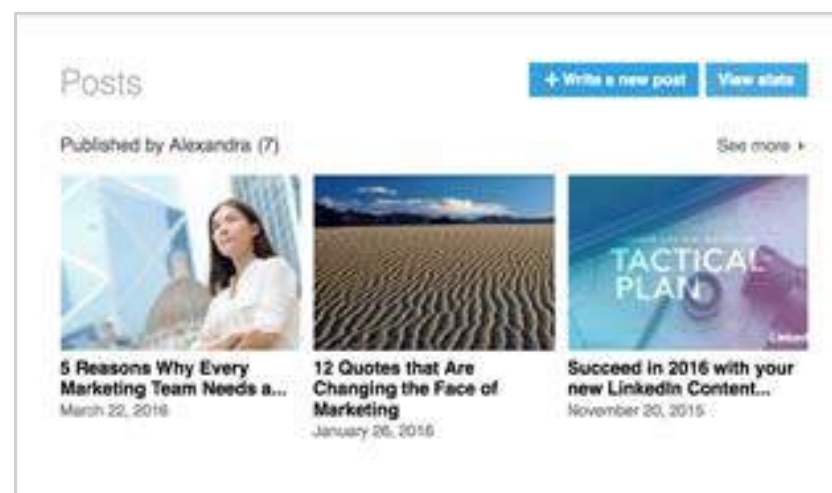 Posts
+ Write a new post
View stats
Published by Alexandra (7)
See more ▸
TACTICAL
PLAN
5 Reasons Why Every
Marketing Team Needs a...
March 22, 2016
12 Quotes that Are
Changing the Face of
Marketing
January 26, 2016
Succeed in 2016 with your
new LinkedIn Content...
November 20, 2015